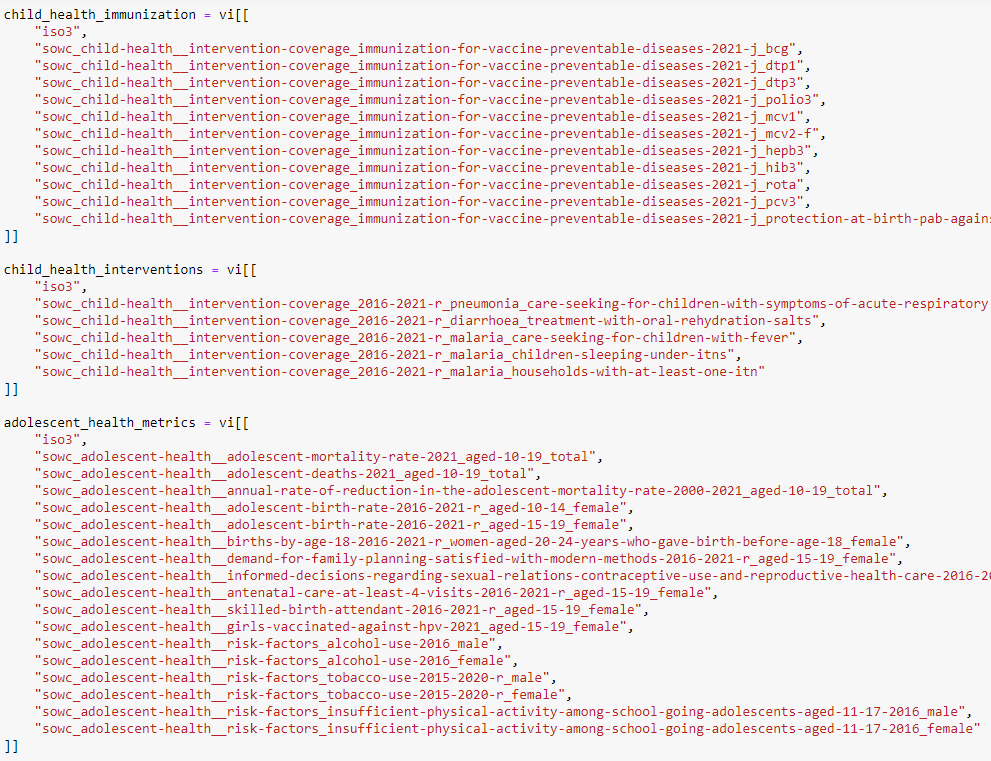 child_health_immunization = vi[[
    "iso3",
    "sowc_child-health__intervention-coverage_immunization-for-vaccine-preventable-diseases-2021-j_bcg",
    "sowc_child-health__intervention-coverage_immunization-for-vaccine-preventable-diseases-2021-j_dtp1",
    "sowc_child-health__intervention-coverage_immunization-for-vaccine-preventable-diseases-2021-j_dtp3",
    "sowc_child-health__intervention-coverage_immunization-for-vaccine-preventable-diseases-2021-j_polio3",
    "sowc_child-health__intervention-coverage_immunization-for-vaccine-preventable-diseases-2021-j_mcv1",
    "sowc_child-health__intervention-coverage_immunization-for-vaccine-preventable-diseases-2021-j_mcv2-f",
    "sowc_child-health__intervention-coverage_immunization-for-vaccine-preventable-diseases-2021-j_hepb3",
    "sowc_child-health__intervention-coverage_immunization-for-vaccine-preventable-diseases-2021-j_hib3",
    "sowc_child-health__intervention-coverage_immunization-for-vaccine-preventable-diseases-2021-j_rota",
    "sowc_child-health__intervention-coverage_immunization-for-vaccine-preventable-diseases-2021-j_pcv3",
    "sowc_child-health__intervention-coverage_immunization-for-vaccine-preventable-diseases-2021-j_protection-at-birth-pab-agains
]]
child_health_interventions = vi[[
    "iso3",
    "sowc_child-health__intervention-coverage_2016-2021-r_pneumonia_care-seeking-for-children-with-symptoms-of-acute-respiratory-
    "sowc_child-health__intervention-coverage_2016-2021-r_diarrhoea_treatment-with-oral-rehydration-salts",
    "sowc_child-health__intervention-coverage_2016-2021-r_malaria_care-seeking-for-children-with-fever",
    "sowc_child-health__intervention-coverage_2016-2021-r_malaria_children-sleeping-under-itns",
    "sowc_child-health__intervention-coverage_2016-2021-r_malaria_households-with-at-least-one-itn"
]]
adolescent_health_metrics = vi[[
    "iso3",
    "sowc_adolescent-health__adolescent-mortality-rate-2021_aged-10-19_total",
    "sowc_adolescent-health__adolescent-deaths-2021_aged-10-19_total",
    "sowc_adolescent-health__annual-rate-of-reduction-in-the-adolescent-mortality-rate-2000-2021_aged-10-19_total",
    "sowc_adolescent-health__adolescent-birth-rate-2016-2021-r_aged-10-14_female",
    "sowc_adolescent-health__adolescent-birth-rate-2016-2021-r_aged-15-19_female",
    "sowc_adolescent-health__births-by-age-18-2016-2021-r_women-aged-20-24-years-who-gave-birth-before-age-18_female",
    "sowc_adolescent-health__demand-for-family-planning-satisfied-with-modern-methods-2016-2021-r_aged-15-19_female",
    "sowc_adolescent-health__informed-decisions-regarding-sexual-relations-contraceptive-use-and-reproductive-health-care-2016-20
    "sowc_adolescent-health__antenatal-care-at-least-4-visits-2016-2021-r_aged-15-19_female",
    "sowc_adolescent-health__skilled-birth-attendant-2016-2021-r_aged-15-19_female",
    "sowc_adolescent-health__girls-vaccinated-against-hpv-2021_aged-15-19_female",
    "sowc_adolescent-health__risk-factors_alcohol-use-2016_male",
    "sowc_adolescent-health__risk-factors_alcohol-use-2016_female",
    "sowc_adolescent-health__risk-factors_tobacco-use-2015-2020-r_male",
    "sowc_adolescent-health__risk-factors_tobacco-use-2015-2020-r_female",
    "sowc_adolescent-health__risk-factors_insufficient-physical-activity-among-school-going-adolescents-aged-11-17-2016_male",
    "sowc_adolescent-health__risk-factors_insufficient-physical-activity-among-school-going-adolescents-aged-11-17-2016_female"
]]